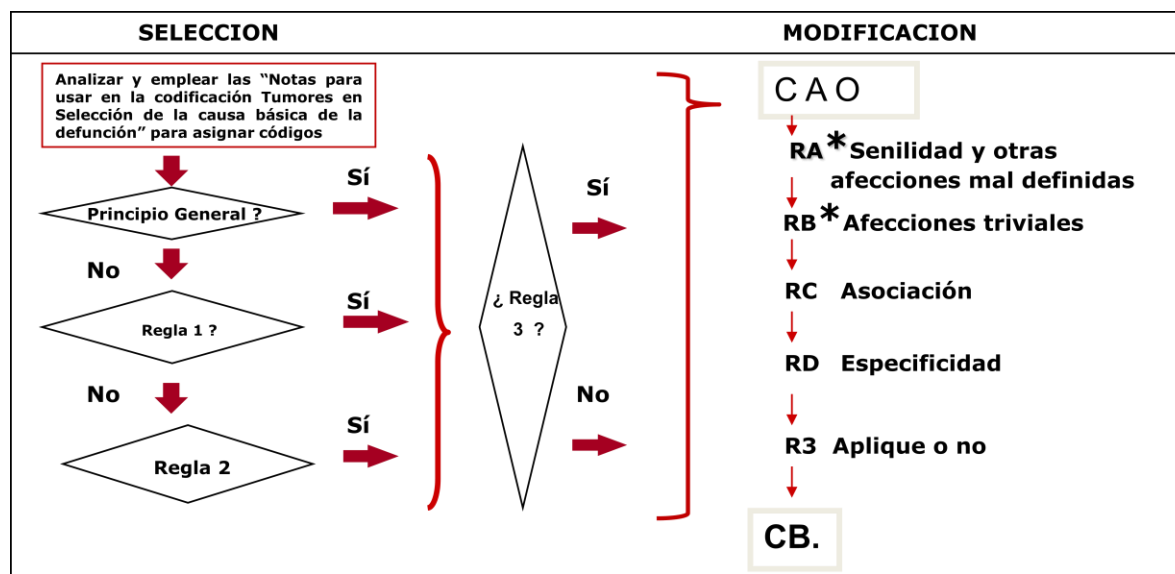 SELECCION
MODIFICACION
Analizar y emplear las “Notas para
usar en la codificación Tumores en
Selección de la causa básica de la
defunción” para asignar códigos
Principio General ?
Sí
No
Regla 1 ?
Sí
No
Regla 2
Sí
¿ Regla
3 ?
Sí
No
C A O
RA* Senilidad y otras
afecciones mal definidas
RB* Afecciones triviales
RC Asociación
RD Especificidad
R3 Aplique o no
CB.